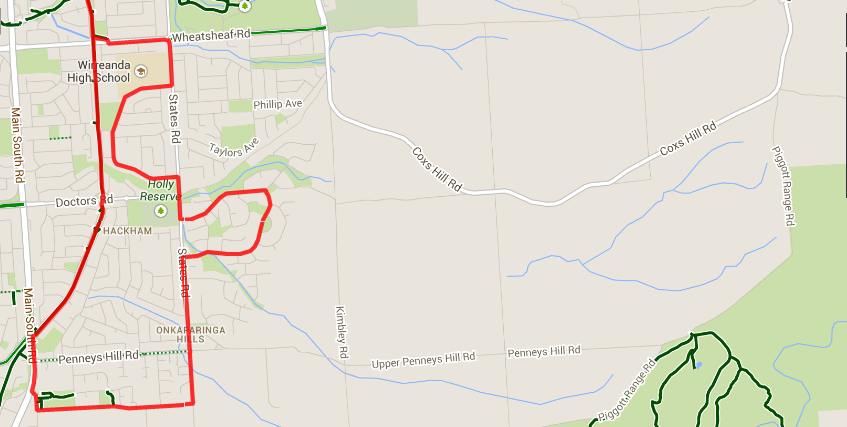 Wheatsheaf Rd
Wirreanda
High School
States Rd
Phillip Ave
Main South Rd
Taylors Ave
Coxs Hill Rd
Coxs Hill Rd
Piggott Range Rd
Holly
Reserve
Doctors Rd
HACKHAM
States Rd
Main South Rd
Kimbley Rd
ONKAPARINGA
HILLS
Penneys Hill Rd
Upper Penneys Hill Rd
Penneys Hill Rd
Piggott Range Rd